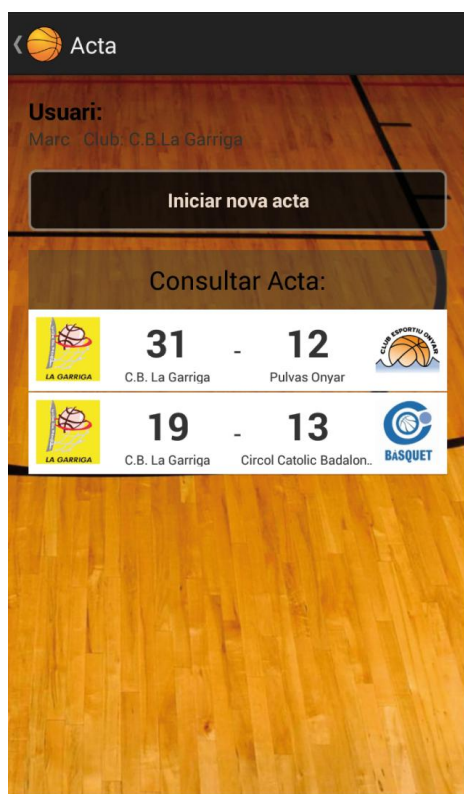 Acta
Usuari:
Marc Club: C.B.La Garriga
Iniciar nova acta
Consultar Acta:
31 - 12
LA GARRIGA
C.B. La Garriga
Pulvas Onyar
CLUB ESPORTIU ONYAR
19 - 13
LA GARRIGA
C.B. La Garriga
Circol Catolic Badalon..
BÀSQUET